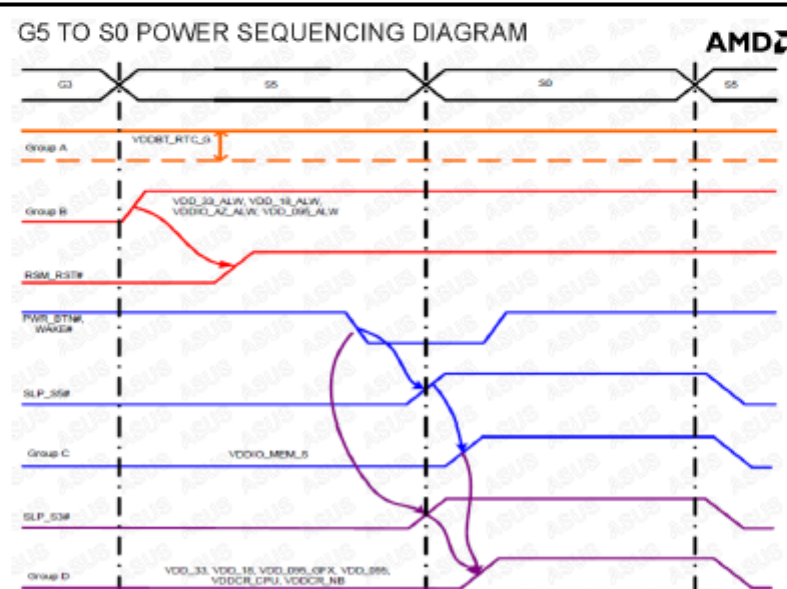 G5 TO S0 POWER SEQUENCING DIAGRAM
AMD
G3
S5
S0
S5
Group A
VDDBT_RTC_G
Group B
VDD_33_ALW, VDD_18_ALW,
VDDIO_AZ_ALW, VDD_095_ALW
RSM_RST#
PWR_BTN#,
WAKE#
SLP_S5#
Group C
VDDIO_MEM_S
SLP_S3#
Group D
VDD_33, VDD_18, VDD_095_GFX, VDD_095,
VDDCR_CPU, VDDCR_NB
ASUS